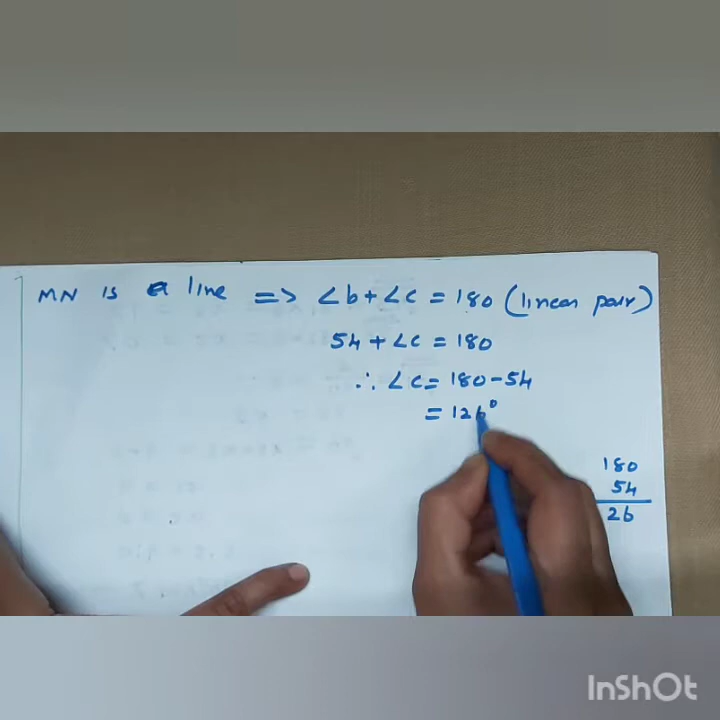 MN is a line => ∠b+∠c = 180 (linear pair)
54 + ∠c = 180
∴ ∠c = 180-54
= 126°
180
54
26
InShOt